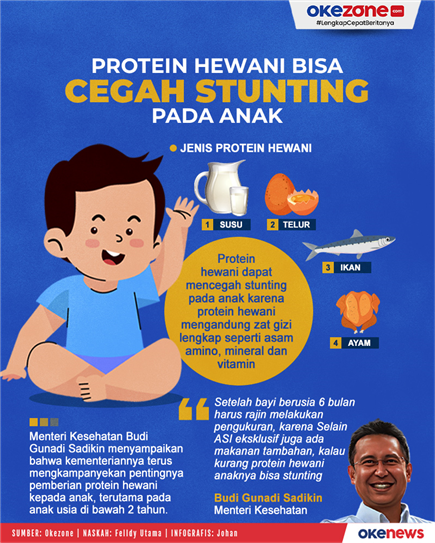 okezone.com
#LengkapCepatBeritanya
PROTEIN HEWANI BISA
CEGAH STUNTING
PADA ANAK
JENIS PROTEIN HEWANI
1 SUSU
2 TELUR
3 IKAN
4 AYAM
Protein
hewani dapat
mencegah stunting
pada anak karena
protein hewani
mengandung zat gizi
lengkap seperti asam
amino, mineral dan
vitamin
Menteri Kesehatan Budi
Gunadi Sadikin menyampaikan
bahwa kementeriannya terus
mengkampanyekan pentingnya
pemberian protein hewani
kepada anak, terutama pada
anak usia di bawah 2 tahun.
“
Setelah bayi berusia 6 bulan
harus rajin melakukan
pengukuran, karena Selain
ASI eksklusif juga ada
makanan tambahan, kalau
kurang protein hewani
anaknya bisa stunting
Budi Gunadi Sadikin
Menteri Kesehatan
SUMBER: Okezone | NASKAH: Felldy Utama | INFOGRAFIS: Johan
okenews